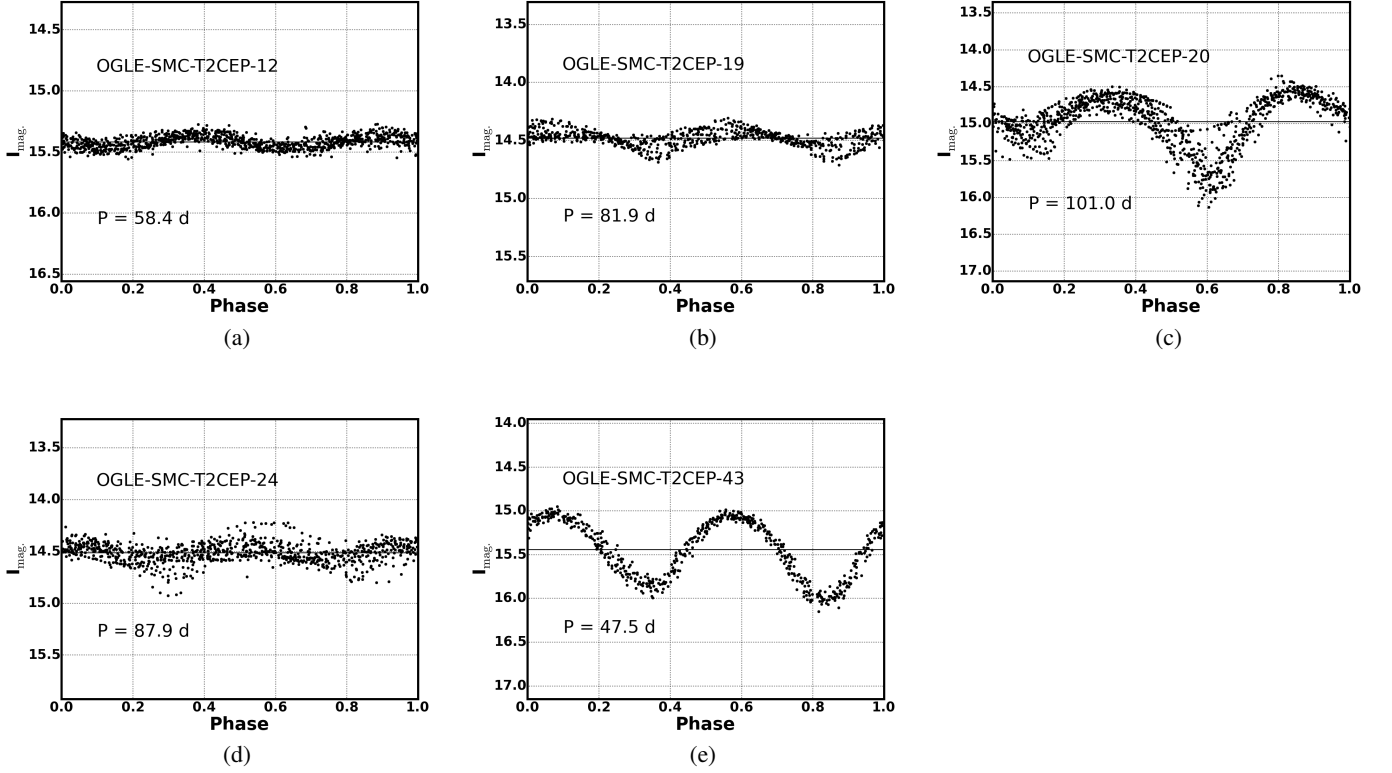 14.5
OGLE-SMC-T2CEP-12
15.0
I mag.
15.5
16.0
P = 58.4 d
16.5
0.0 0.2 0.4 0.6 0.8 1.0
Phase
(a)
13.5
OGLE-SMC-T2CEP-19
14.0
I mag.
14.5
15.0
P = 81.9 d
15.5
0.0 0.2 0.4 0.6 0.8 1.0
Phase
(b)
13.5
14.0
OGLE-SMC-T2CEP-20
14.5
15.0
I mag.
15.5
16.0
P = 101.0 d
16.5
17.0
0.0 0.2 0.4 0.6 0.8 1.0
Phase
(c)
13.5
OGLE-SMC-T2CEP-24
14.0
14.5
I mag.
15.0
P = 87.9 d
15.5
0.0 0.2 0.4 0.6 0.8 1.0
Phase
(d)
14.0
14.5
OGLE-SMC-T2CEP-43
15.0
15.5
I mag.
16.0
P = 47.5 d
16.5
17.0
0.0 0.2 0.4 0.6 0.8 1.0
Phase
(e)